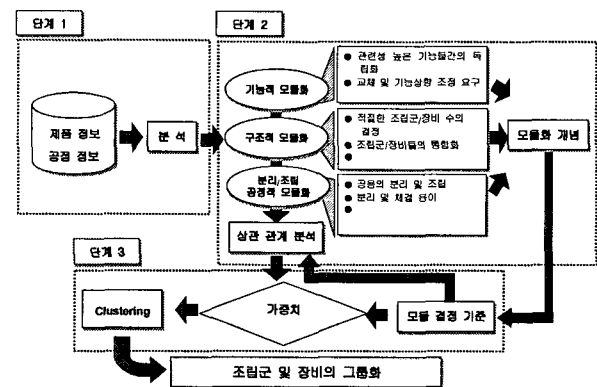 단계 1
단계 2
제품 정보
공정 정보
분 석
기능적 모듈화
구조적 모듈화
분리/조립
공정적 모듈화
● 관련성 높은 기능들간의 독
립화
● 교체 및 기능상향 조정 요구
● 적절한 조립군/장비 수의
결정
● 조립군/장비들의 통합화
●
● 공용의 분리 및 조립
● 분리 및 체결 용이
●
모듈화 개념
상관 관계 분석
단계 3
Clustering
가중치
모듈 결정 기준
조립군 및 장비의 그룹화